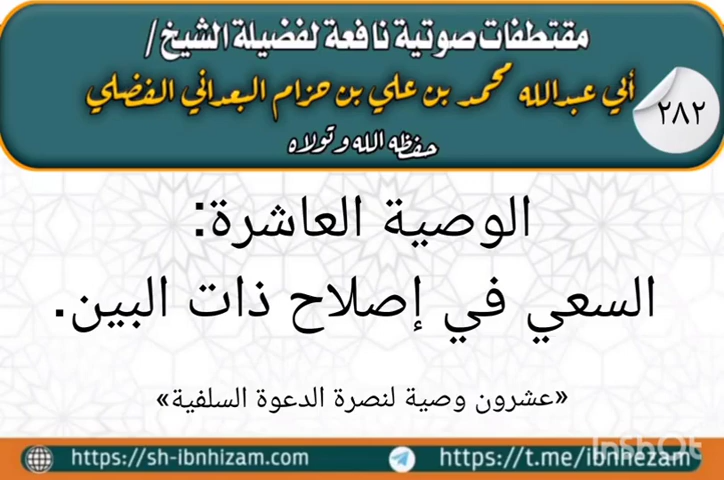 مقتطفات صوتية نافعة لفضيلة الشيخ/
أبي عبدالله محمد بن علي بن حزام البعداني الفضلي
٢٨٢
حفظه الله وتولاه
الوصية العاشرة:
السعي في إصلاح ذات البين.
«عشرون وصية لنصرة الدعوة السلفية»
https://sh-ibnhizam.com
https://t.me/ibnhezam
InShot